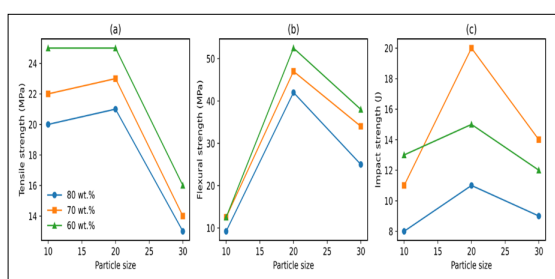 (a)
Tensile strength (MPa)
24
22
20
18
16
14
80 wt.%
70 wt.%
60 wt.%
10 15 20 25 30
Particle size
(b)
Flexural strength (MPa)
50
40
30
20
10
10 15 20 25 30
Particle size
(c)
Impact strength (J)
20
18
16
14
12
10
8
10 15 20 25 30
Particle size